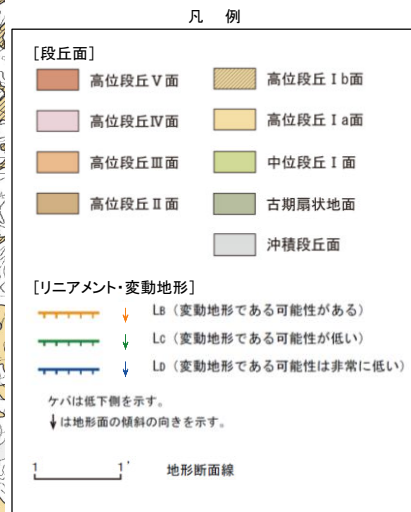 凡 例
[段丘面]
高位段丘Ⅴ面
高位段丘Ⅳ面
高位段丘Ⅲ面
高位段丘Ⅱ面
高位段丘Ⅰb面
高位段丘Ⅰa面
中位段丘Ⅰ面
古期扇状地面
沖積段丘面
[リニアメント・変動地形]
LB（変動地形である可能性がある）
LC（変動地形である可能性が低い）
LD（変動地形である可能性は非常に低い）
ケバは低下側を示す。
↓は地形面の傾斜の向きを示す。
1 1' 地形断面線